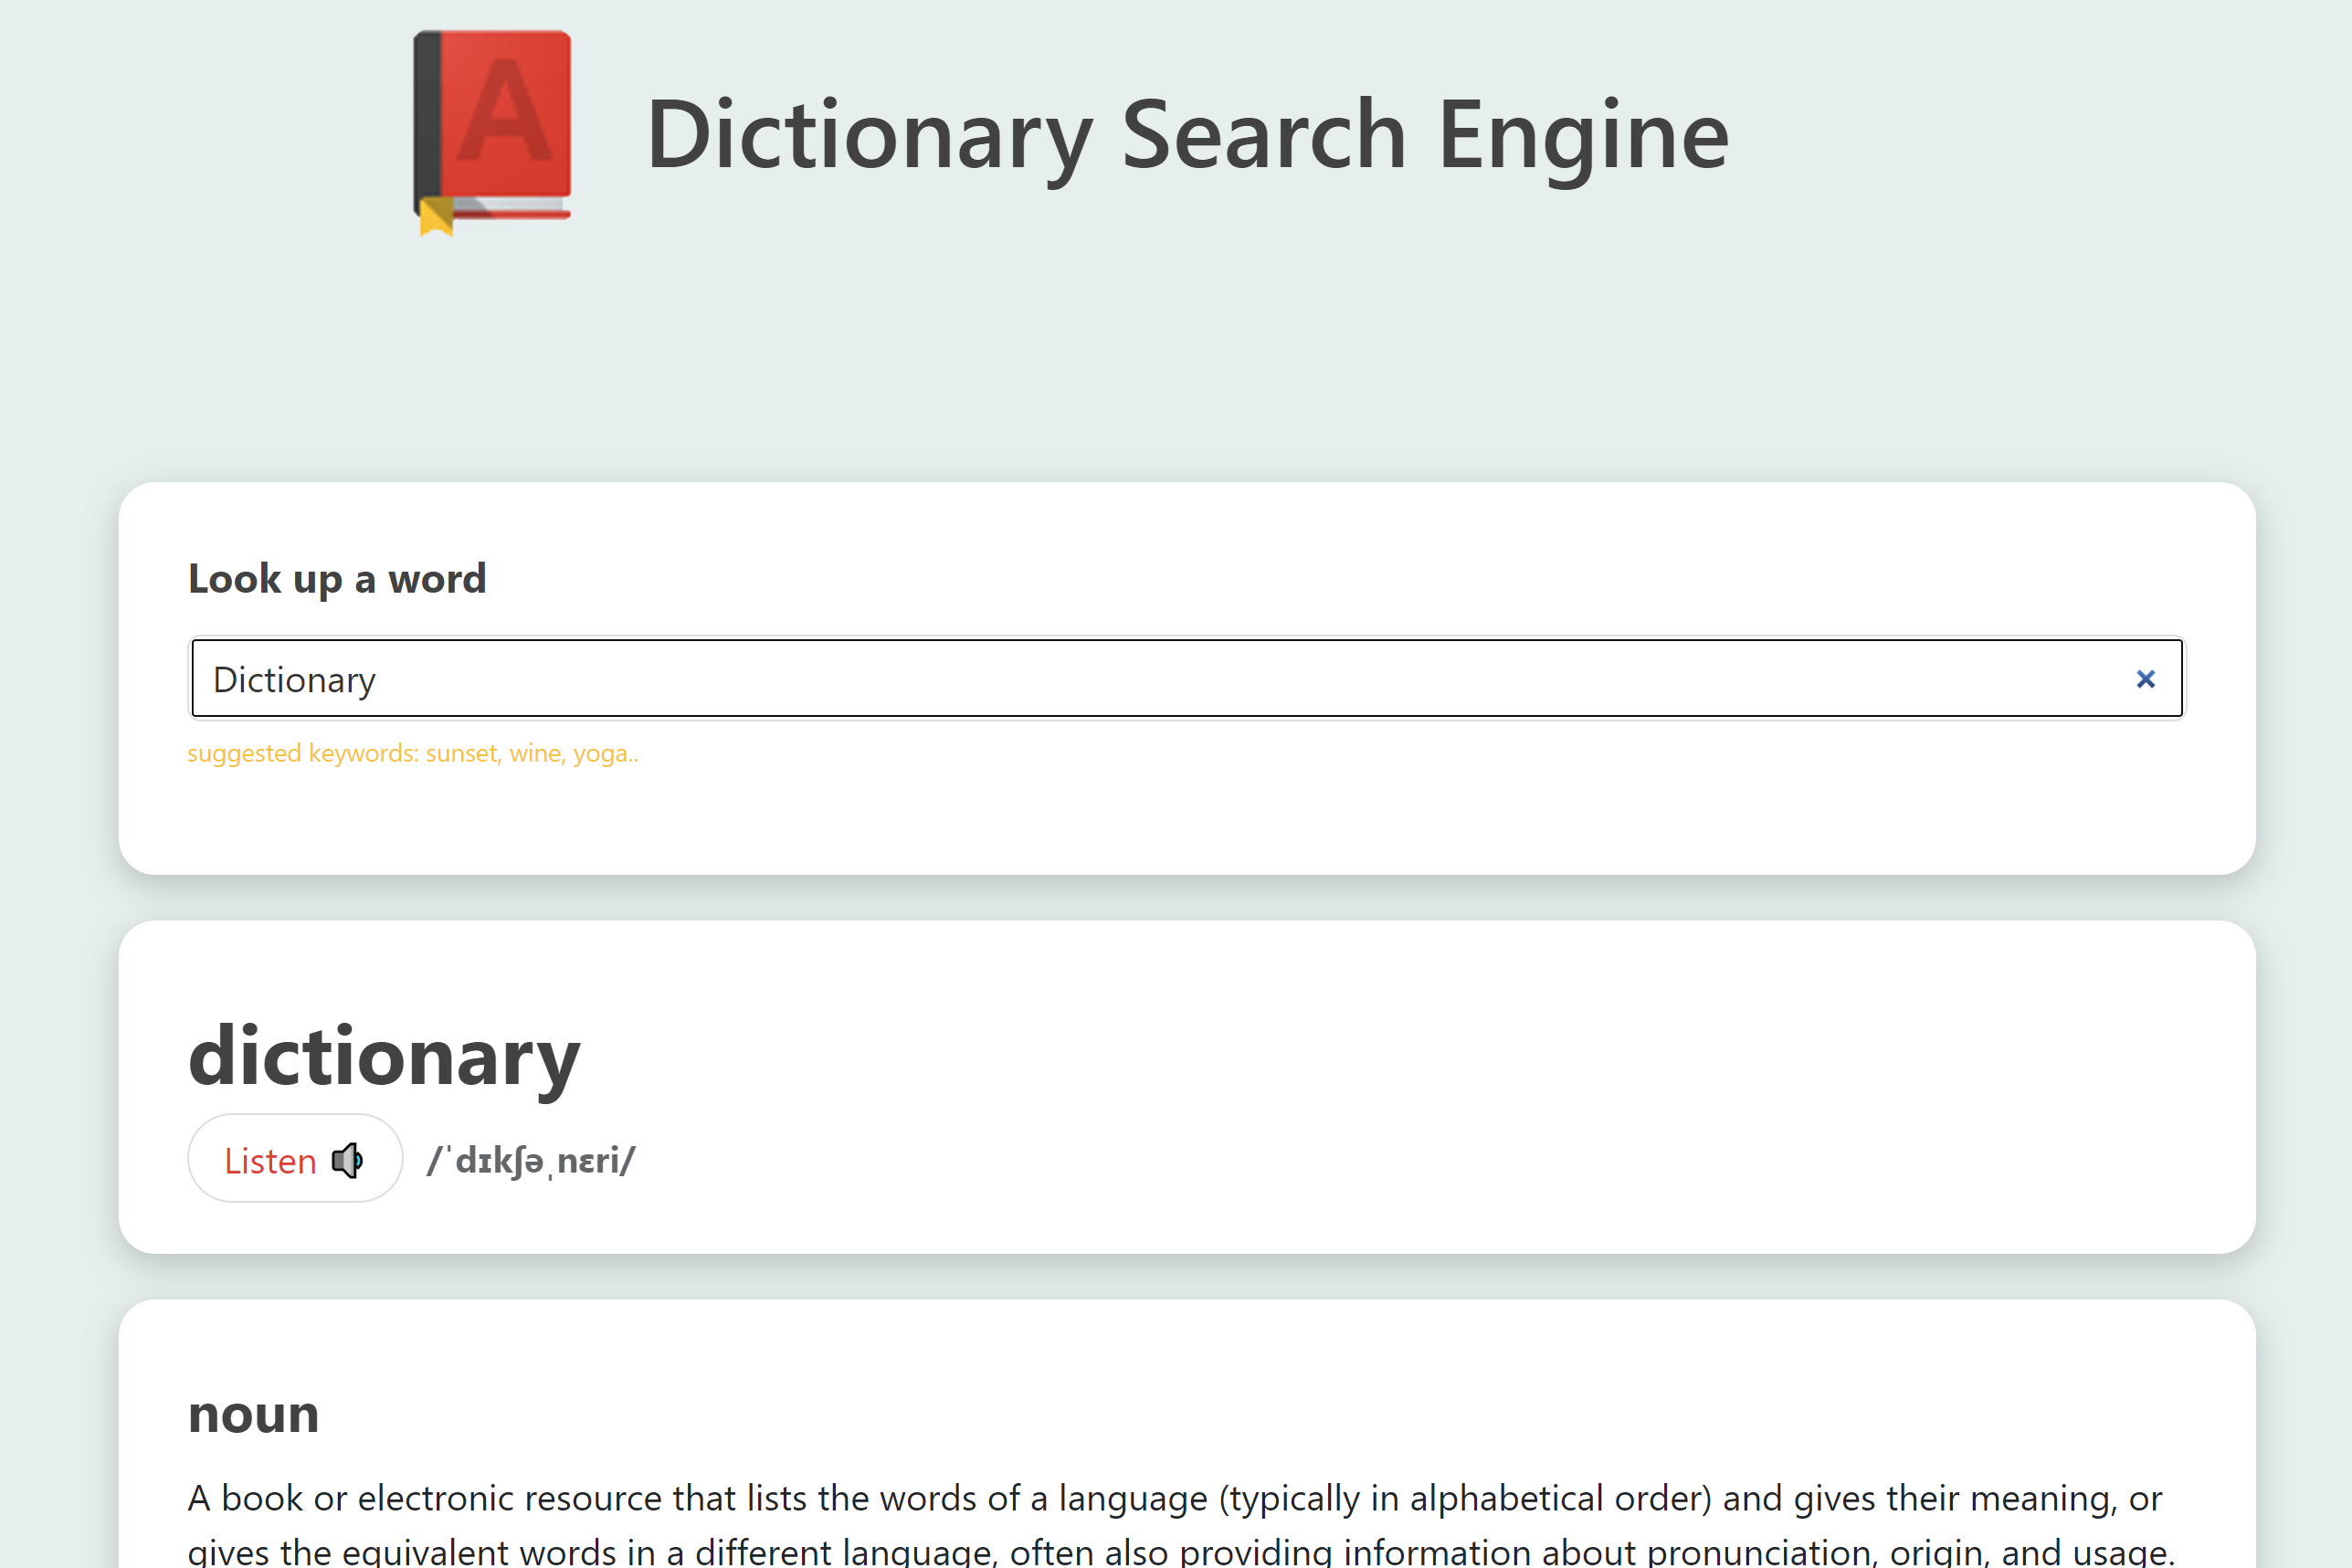 A
Dictionary Search Engine
Look up a word
Dictionary
suggested keywords: sunset, wine, yoga..
dictionary
Listen /ˈdɪkʃəˌnɛri/
noun
A book or electronic resource that lists the words of a language (typically in alphabetical order) and gives their meaning, or
gives the equivalent words in a different language, often also providing information about pronunciation, origin, and usage.